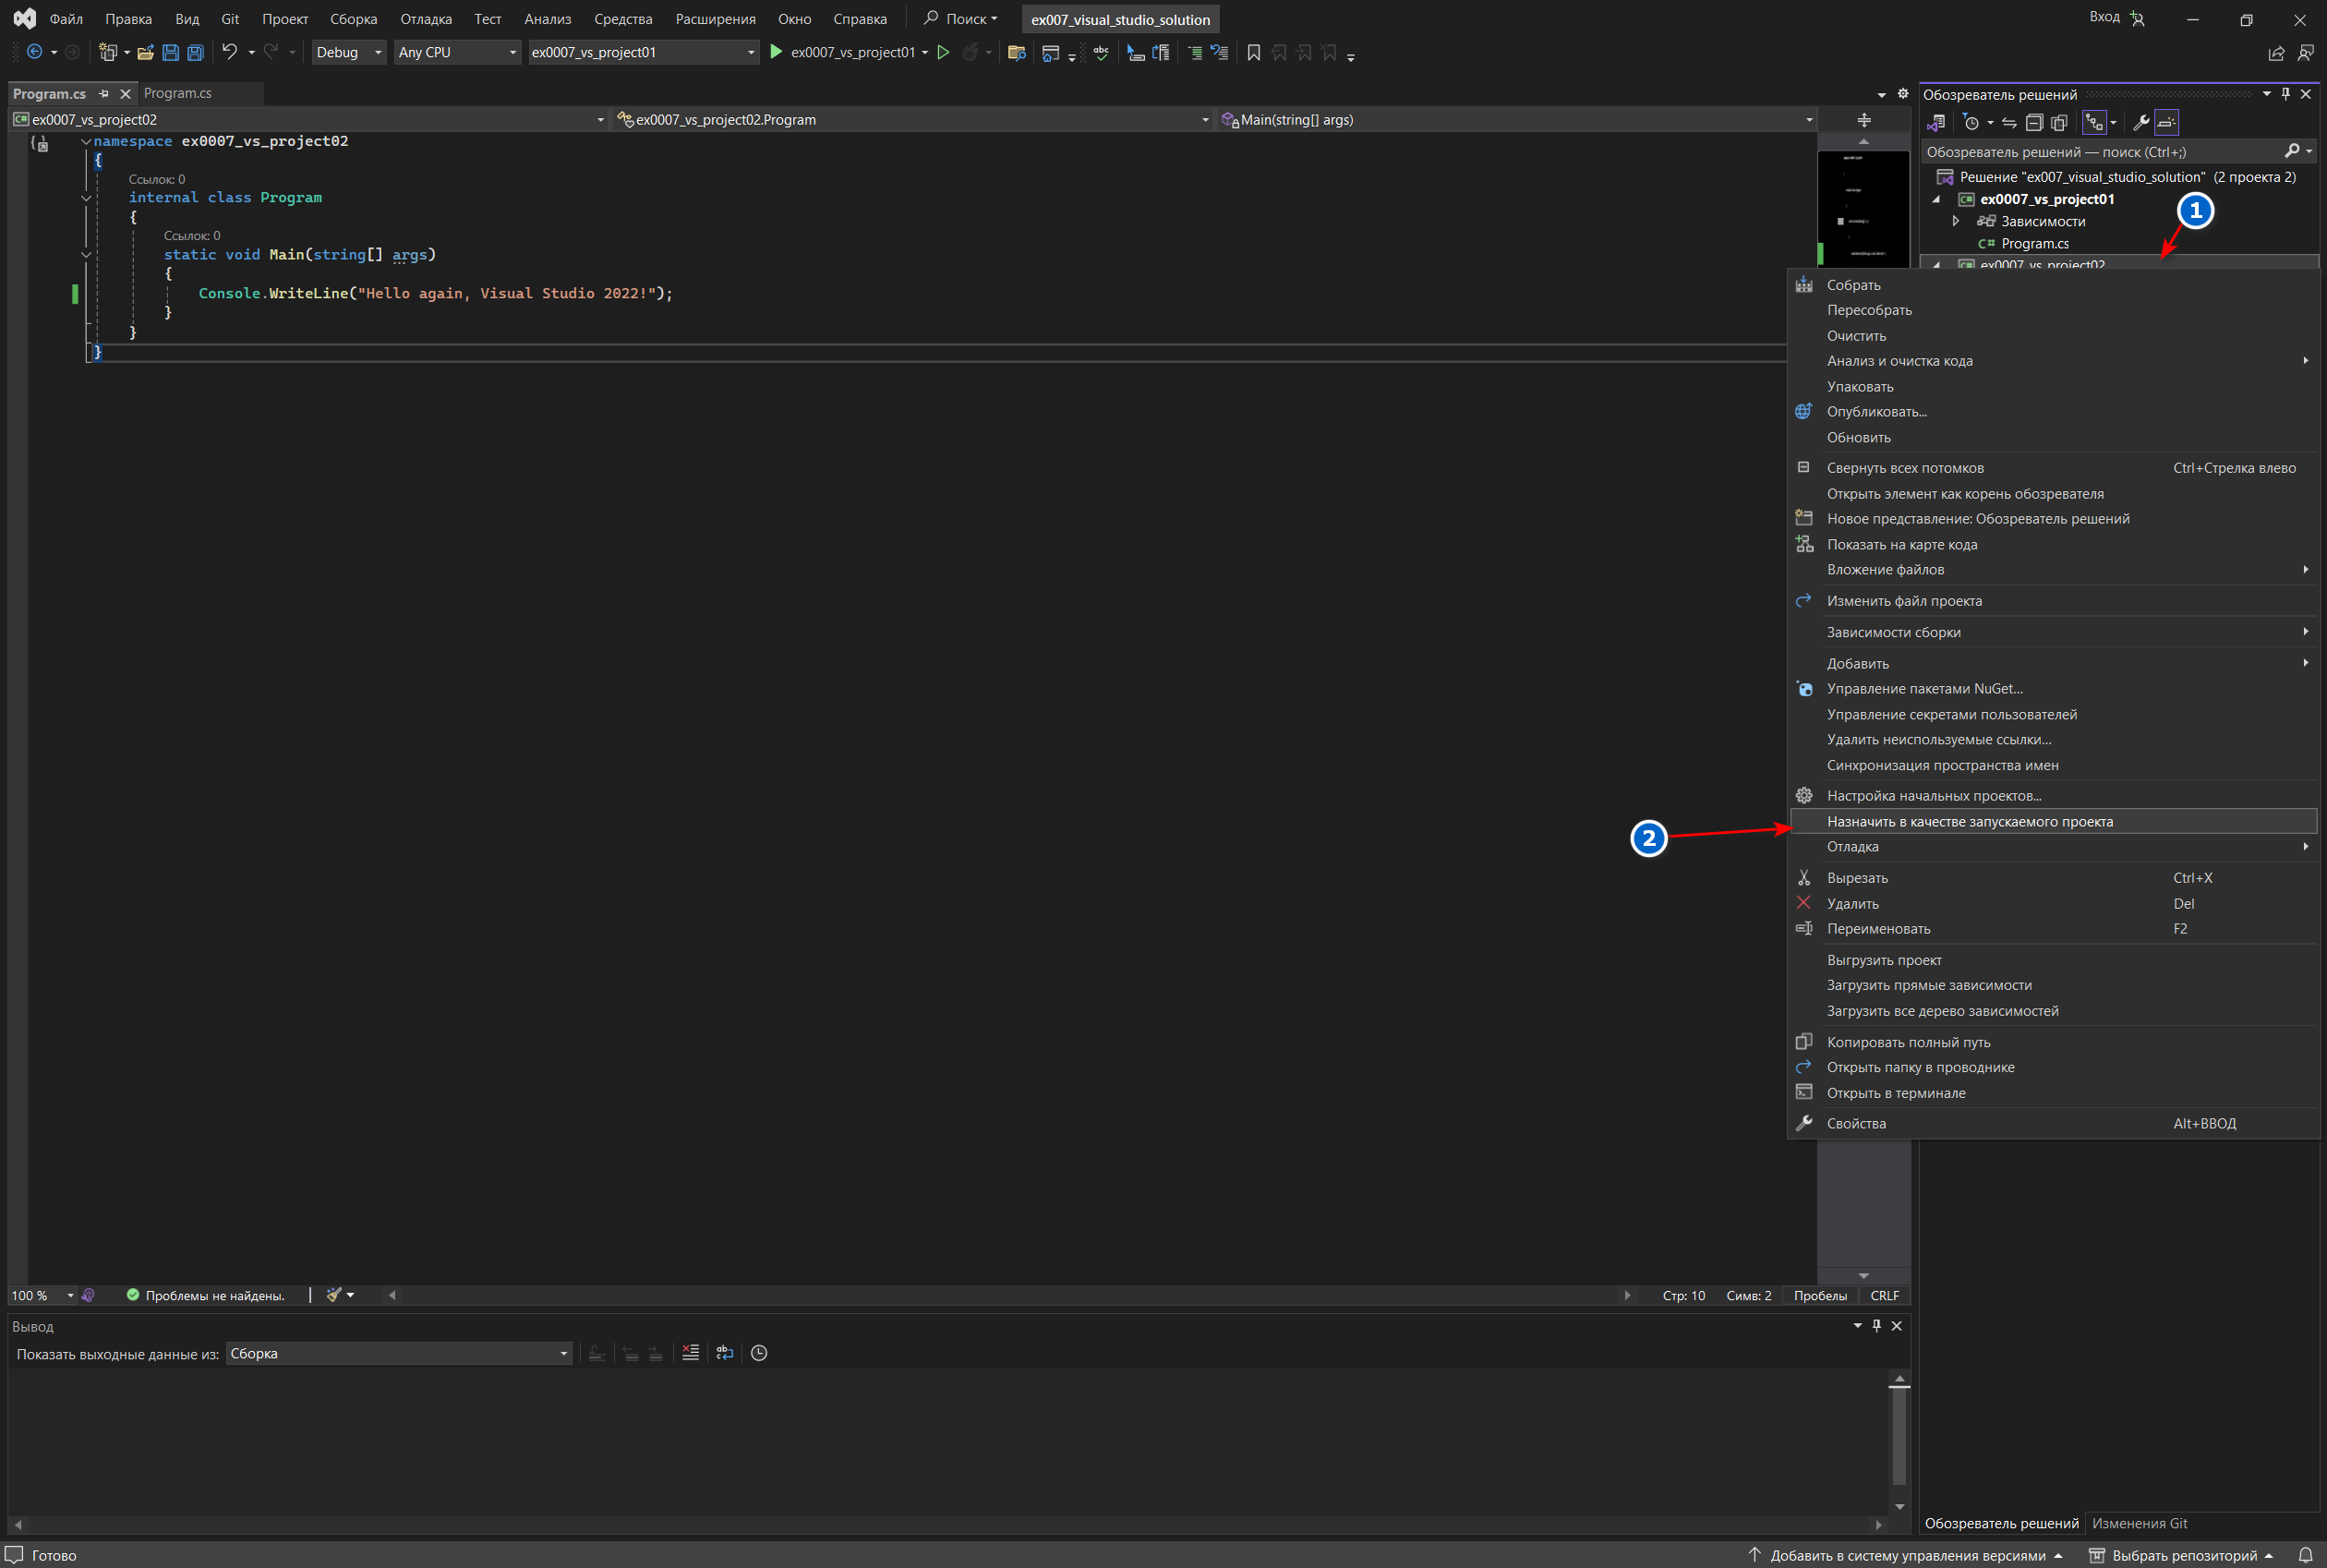 Файл Правка Вид Git Проект Сборка Отладка Тест Анализ Средства Расширения Окно Справка Поиск ex007_visual_studio_solution Вход
Debug Any CPU ex0007_vs_project01 ex0007_vs_project01
Program.cs Program.cs
ex0007_vs_project02 ex0007_vs_project02.Program Main(string[] args)
namespace ex0007_vs_project02
{
Ссылок: 0
internal class Program
{
Ссылок: 0
static void Main(string[] args)
{
Console.WriteLine("Hello again, Visual Studio 2022!");
}
}
}
Обозреватель решений
Обозреватель решений — поиск (Ctrl+;)
Решение "ex007_visual_studio_solution" (2 проекта 2)
ex0007_vs_project01
Зависимости
Program.cs
ex0007_vs_project02
1
Собрать
Пересобрать
Очистить
Анализ и очистка кода
Упаковать
Опубликовать...
Обновить
Свернуть всех потомков Ctrl+Стрелка влево
Открыть элемент как корень обозревателя
Новое представление: Обозреватель решений
Показать на карте кода
Вложение файлов
Изменить файл проекта
Зависимости сборки
Добавить
Управление пакетами NuGet...
Управление секретами пользователей
Удалить неиспользуемые ссылки...
Синхронизация пространства имен
Настройка начальных проектов...
Назначить в качестве запускаемого проекта
2
Отладка
Вырезать Ctrl+X
Удалить Del
Переименовать F2
Выгрузить проект
Загрузить прямые зависимости
Загрузить все дерево зависимостей
Копировать полный путь
Открыть папку в проводнике
Открыть в терминале
Свойства Alt+ВВОД
100 % Проблемы не найдены. Стр: 10 Симв: 2 Пробелы CRLF
Вывод
Показать выходные данные из: Сборка
Обозреватель решений Изменения Git
Готово Добавить в систему управления версиями Выбрать репозиторий